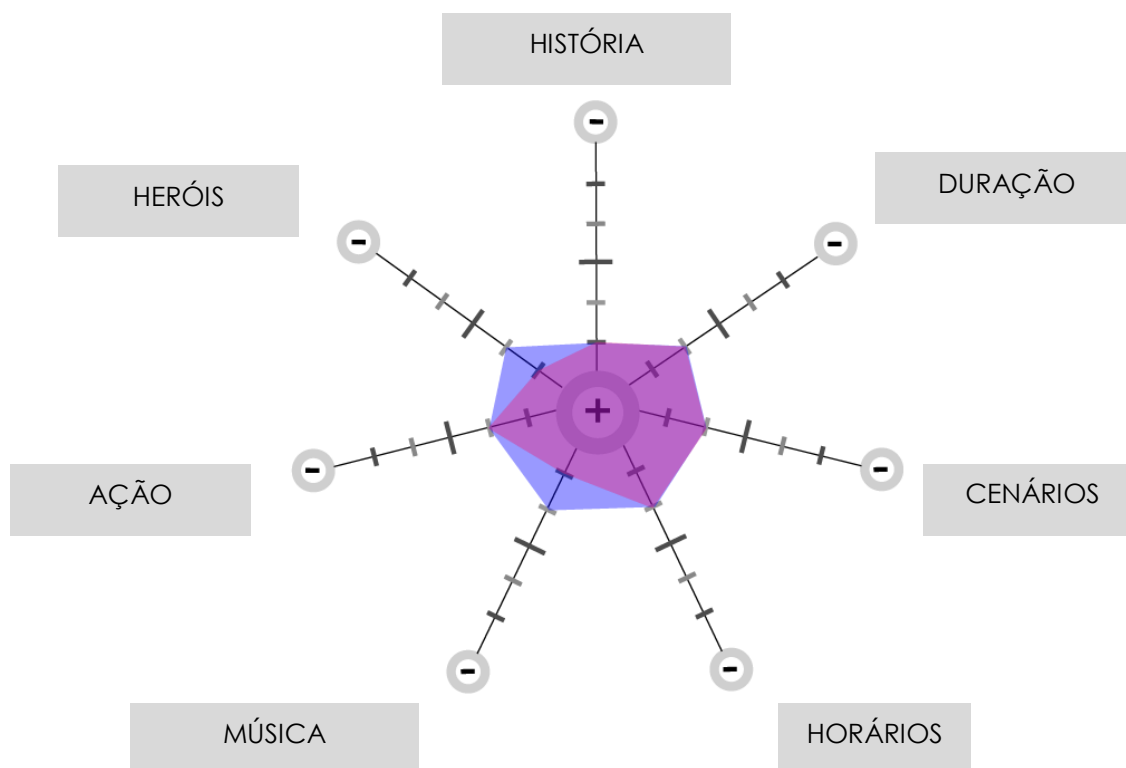 HISTÓRIA
DURAÇÃO
HERÓIS
-
-
-
+
AÇÃO
-
-
CENÁRIOS
MÚSICA
-
-
HORÁRIOS